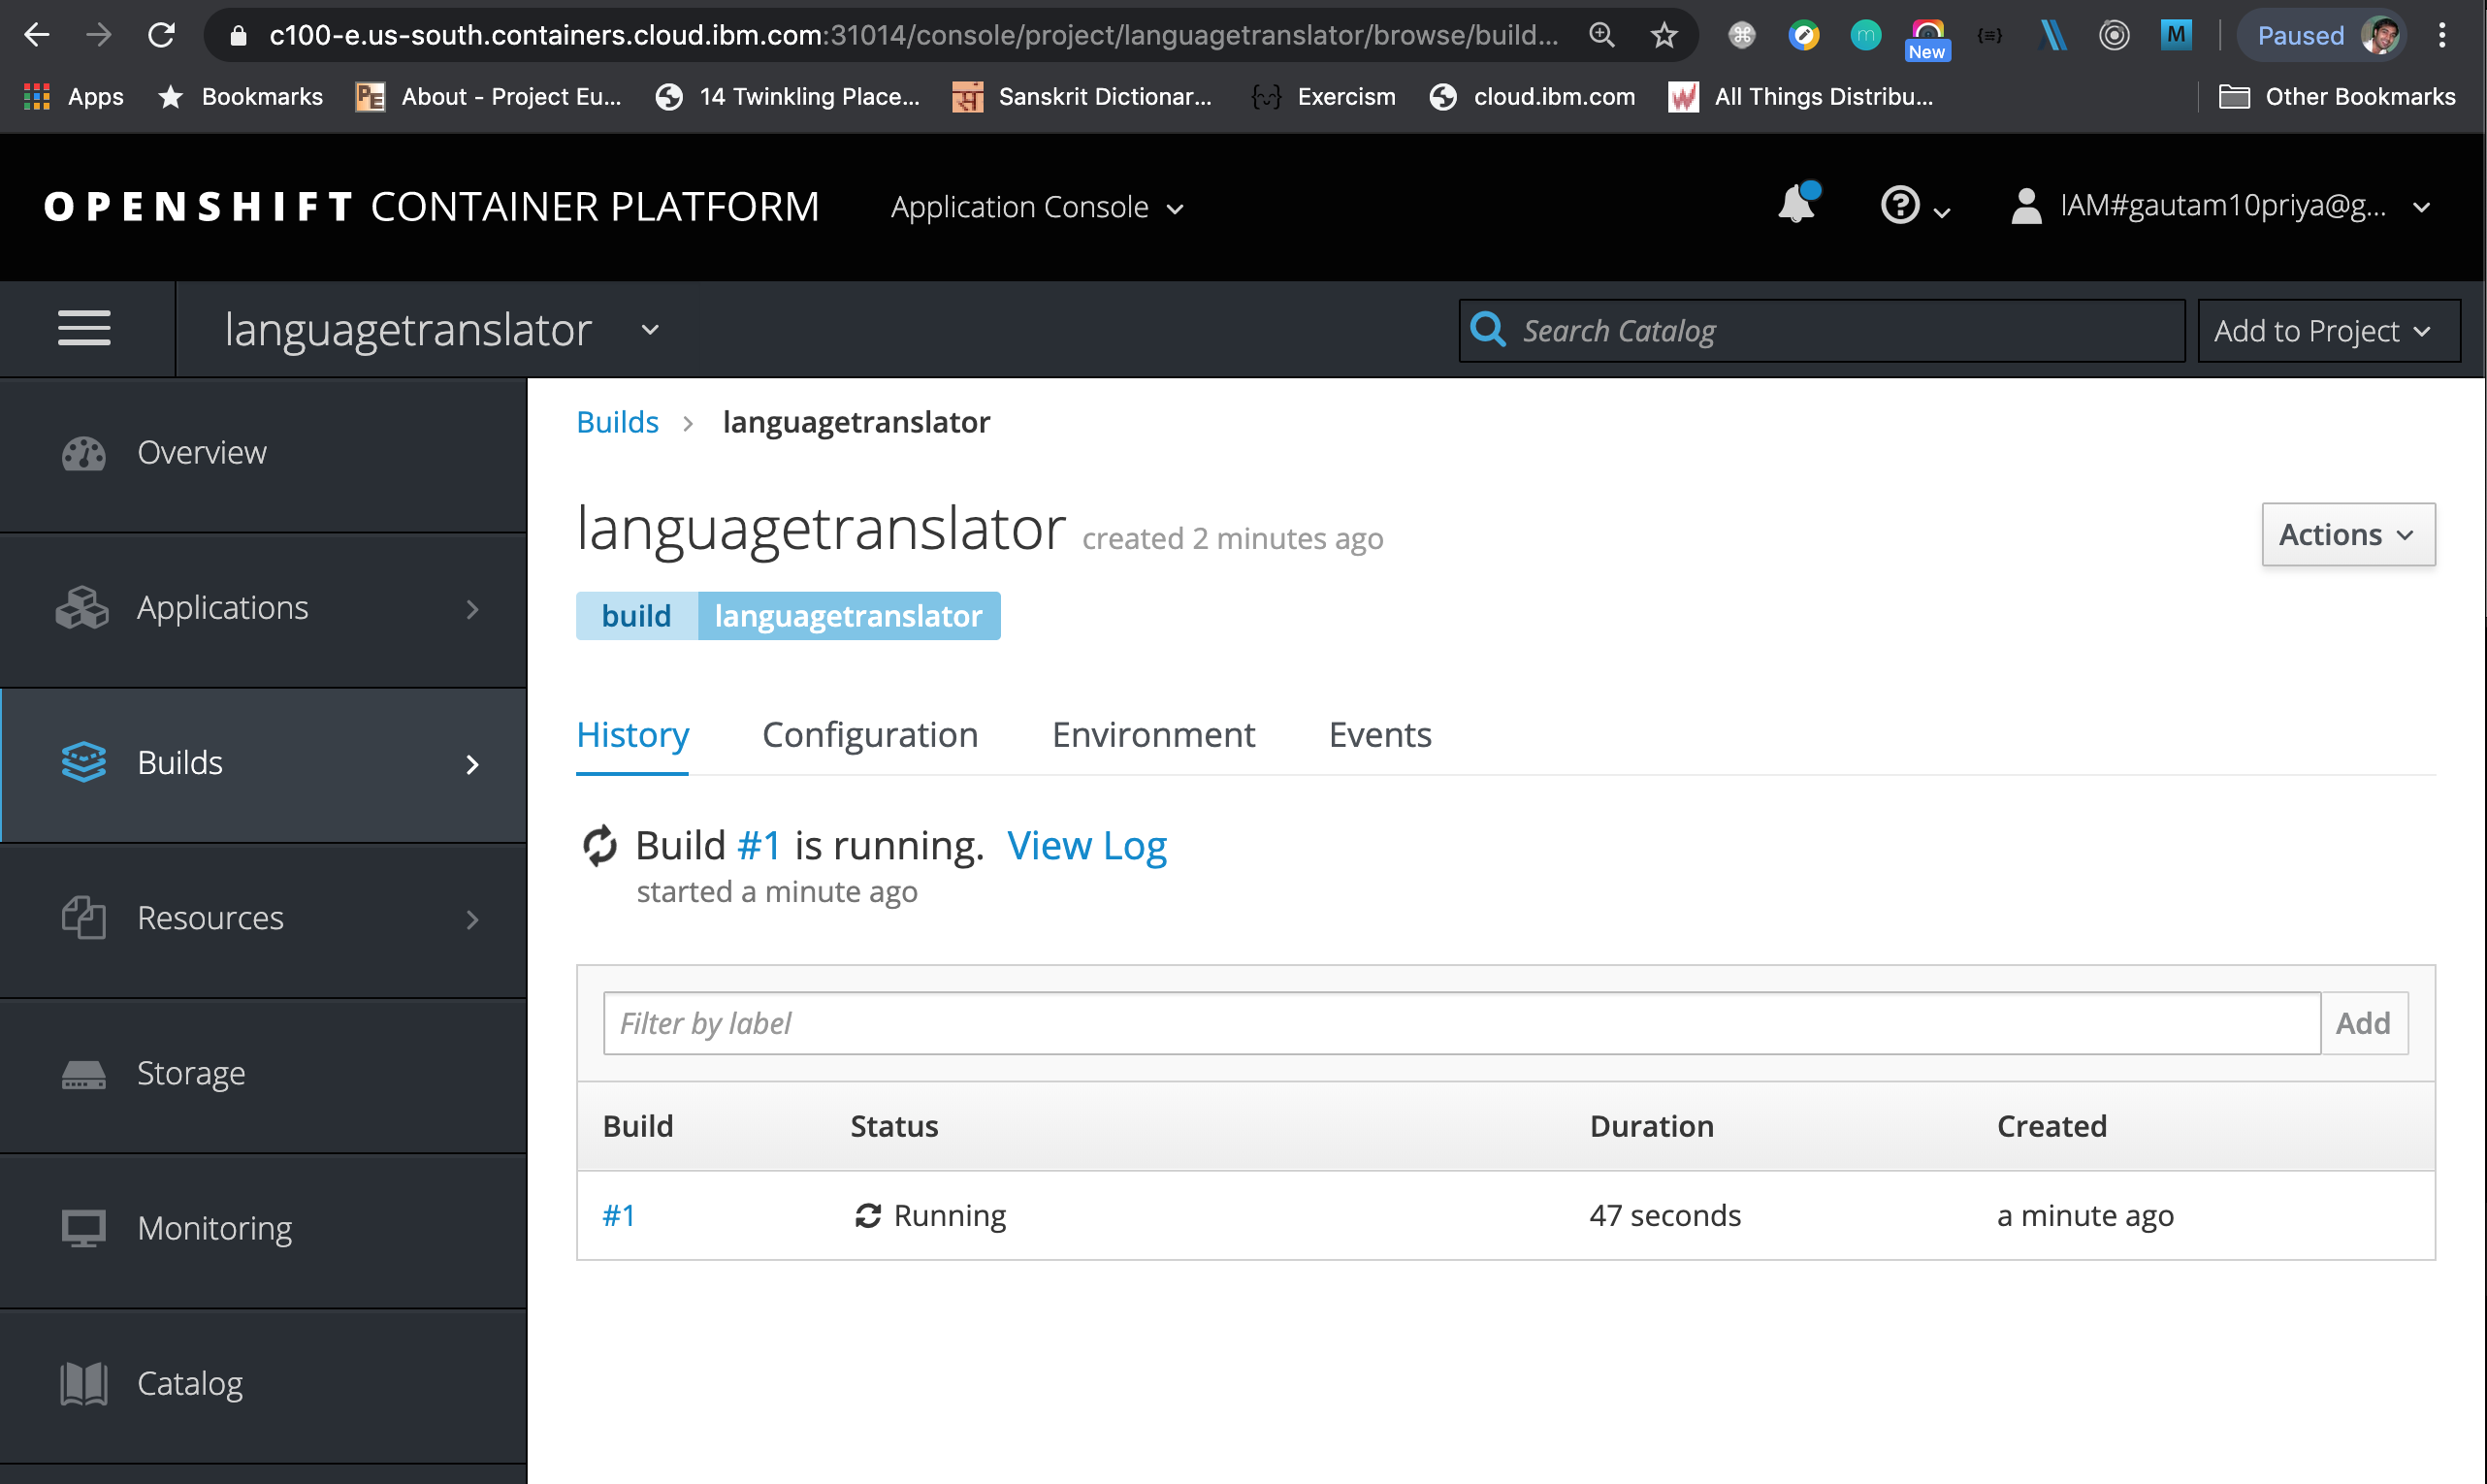 c100-e.us-south.containers.cloud.ibm.com:31014/console/project/languagetranslator/browse/build...
New
M
m
Paused
Apps
Bookmarks
PE
About - Project Eu...
14 Twinkling Place...
Sanskrit Dictionar...
Exercism
cloud.ibm.com
All Things Distribu...
Other Bookmarks
OPENSHIFT CONTAINER PLATFORM
Application Console
IAM#gautam10priya@g...
languagetranslator
Search Catalog
Add to Project
Overview
Applications
Builds
Resources
Storage
Monitoring
Catalog
Builds > languagetranslator
languagetranslator created 2 minutes ago
Actions
build languagetranslator
History Configuration Environment Events
Build #1 is running. View Log
started a minute ago
Filter by label
Add
Build Status Duration Created
#1 Running 47 seconds a minute ago